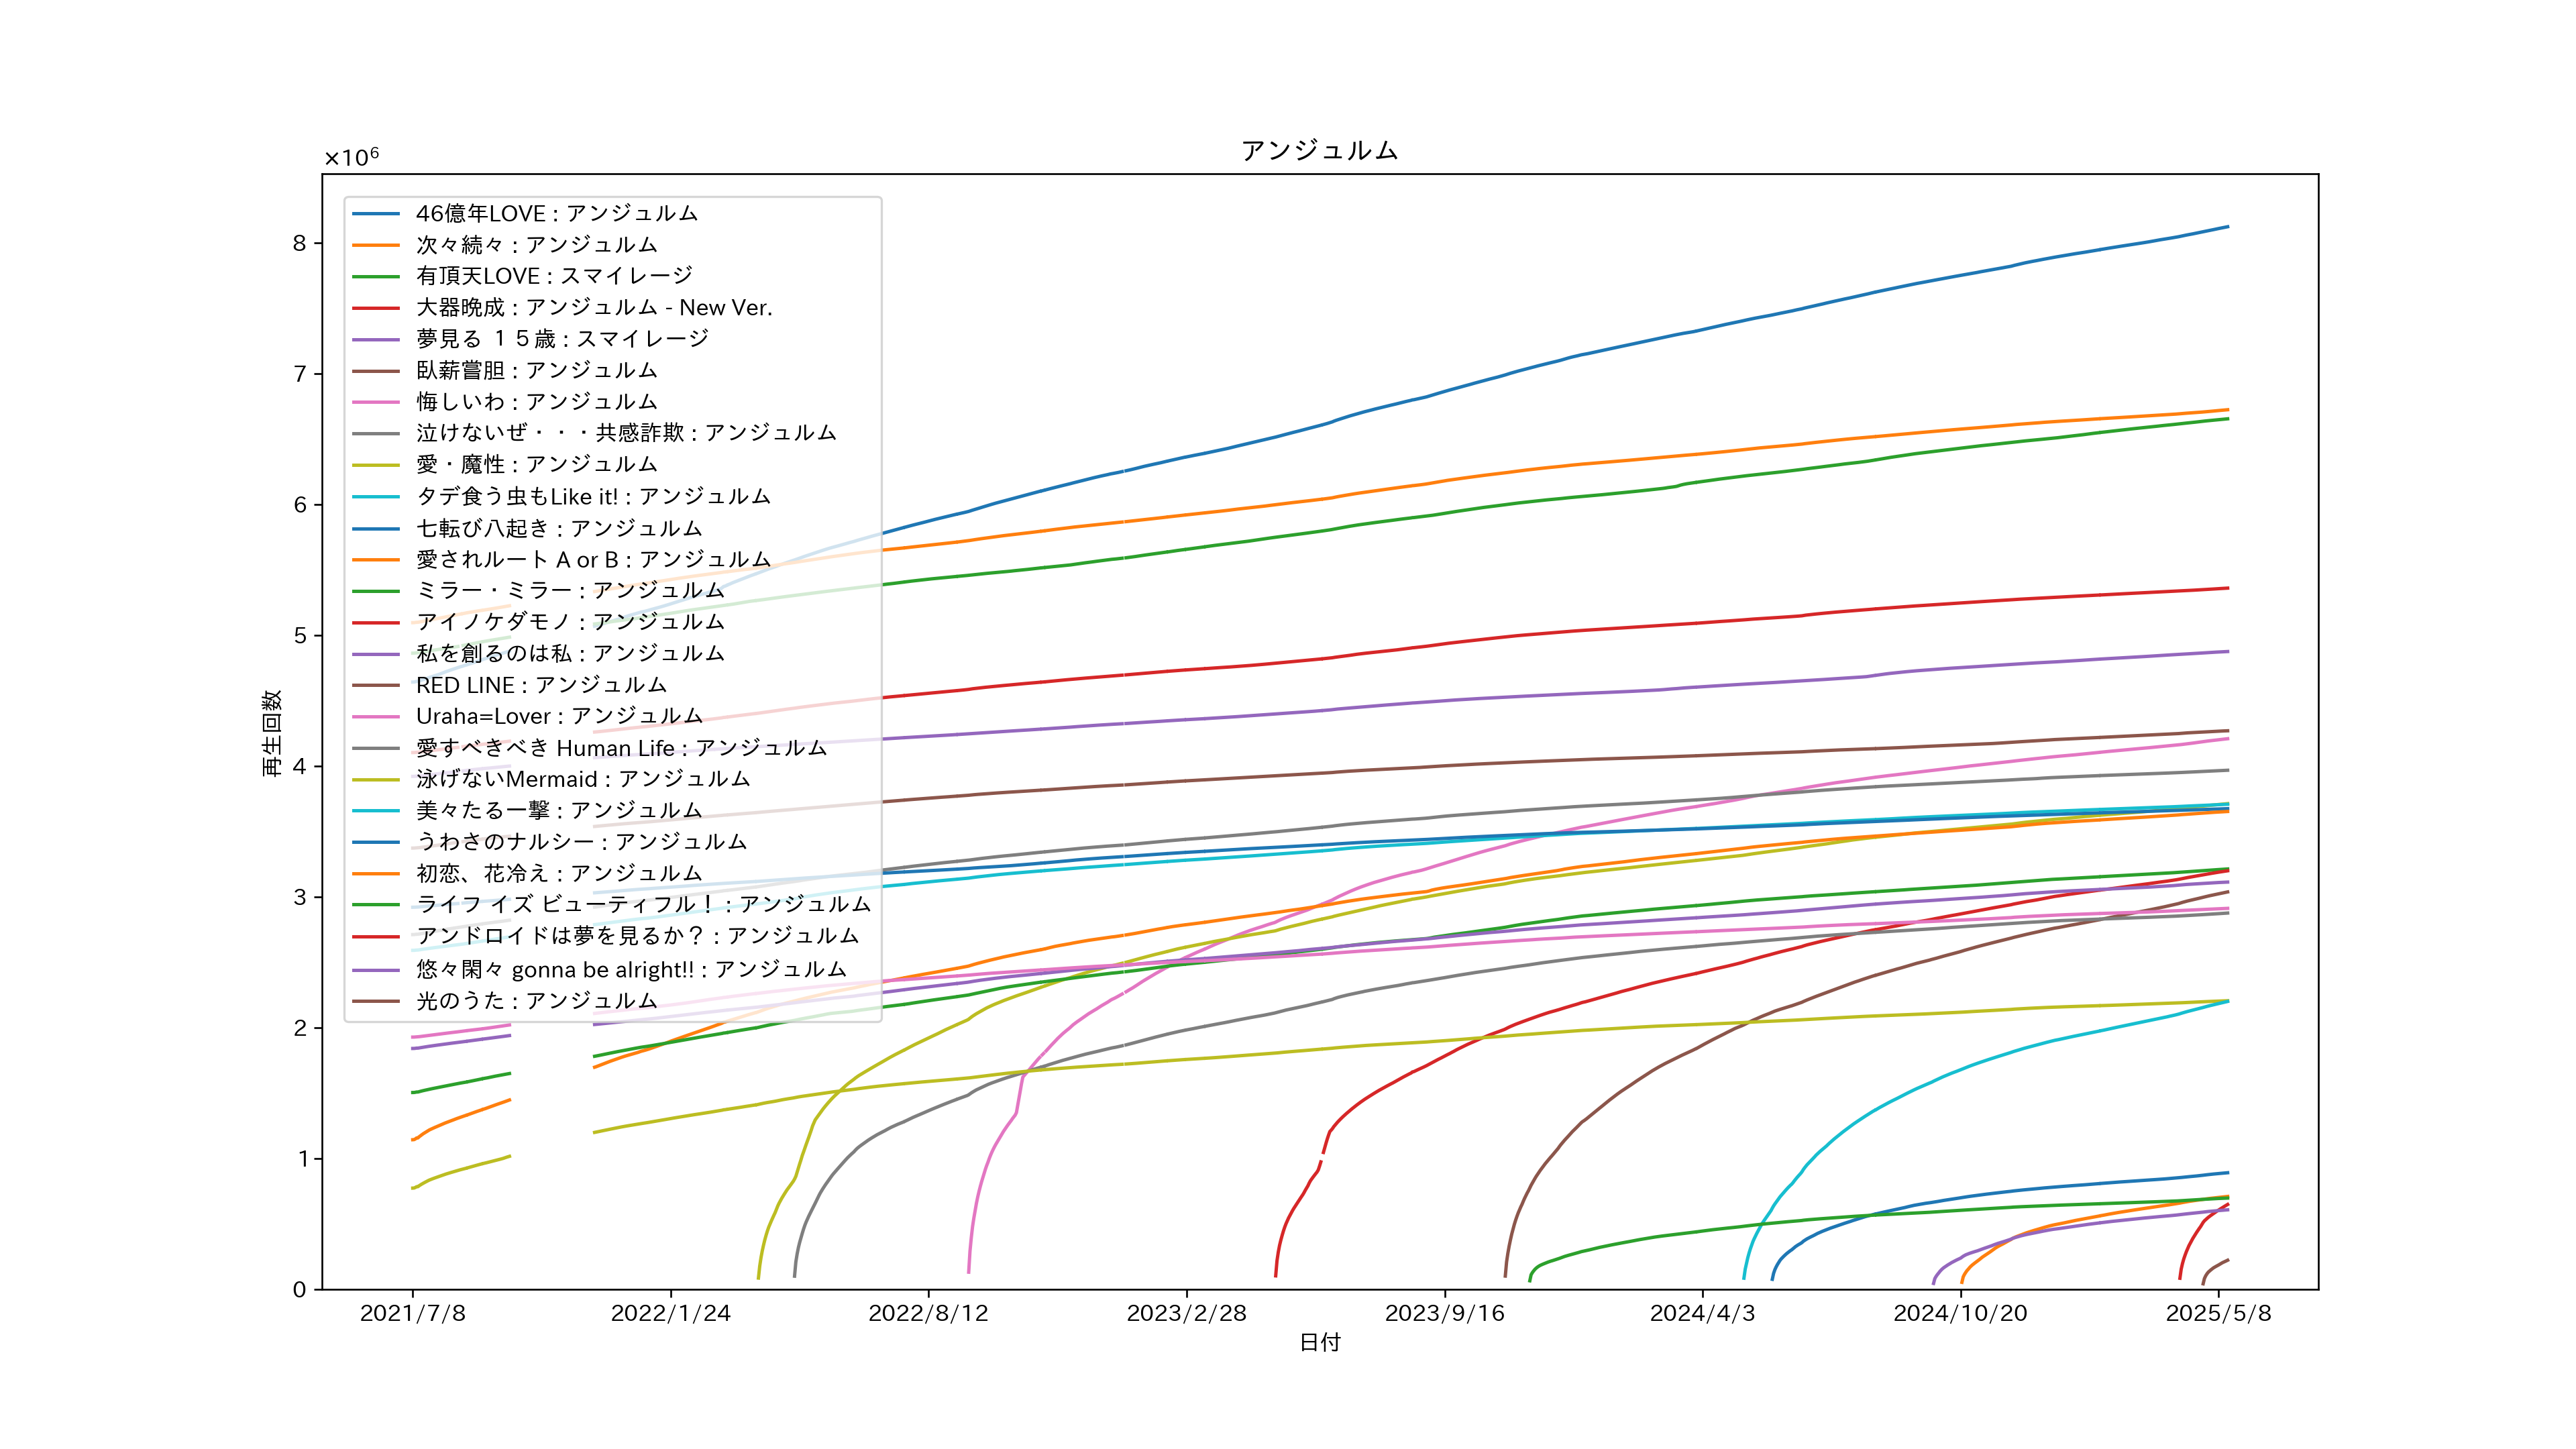 アンジュルム
×10⁶
46億年LOVE : アンジュルム
次々続々 : アンジュルム
有頂天LOVE : スマイレージ
大器晩成 : アンジュルム - New Ver.
夢見る １５歳 : スマイレージ
臥薪嘗胆 : アンジュルム
悔しいわ : アンジュルム
泣けないぜ・・・共感詐欺 : アンジュルム
愛・魔性 : アンジュルム
タデ食う虫もLike it! : アンジュルム
七転び八起き : アンジュルム
愛されルート A or B : アンジュルム
ミラー・ミラー : アンジュルム
アイノケダモノ : アンジュルム
私を創るのは私 : アンジュルム
RED LINE : アンジュルム
Uraha=Lover : アンジュルム
愛すべきべき Human Life : アンジュルム
泳げないMermaid : アンジュルム
美々たる一撃 : アンジュルム
うわさのナルシー : アンジュルム
初恋、花冷え : アンジュルム
ライフ イズ ビューティフル！ : アンジュルム
アンドロイドは夢を見るか？ : アンジュルム
悠々閑々 gonna be alright!! : アンジュルム
光のうた : アンジュルム
8
7
6
5
4
3
2
1
0
再生回数
2021/7/8
2022/1/24
2022/8/12
2023/2/28
2023/9/16
2024/4/3
2024/10/20
2025/5/8
日付